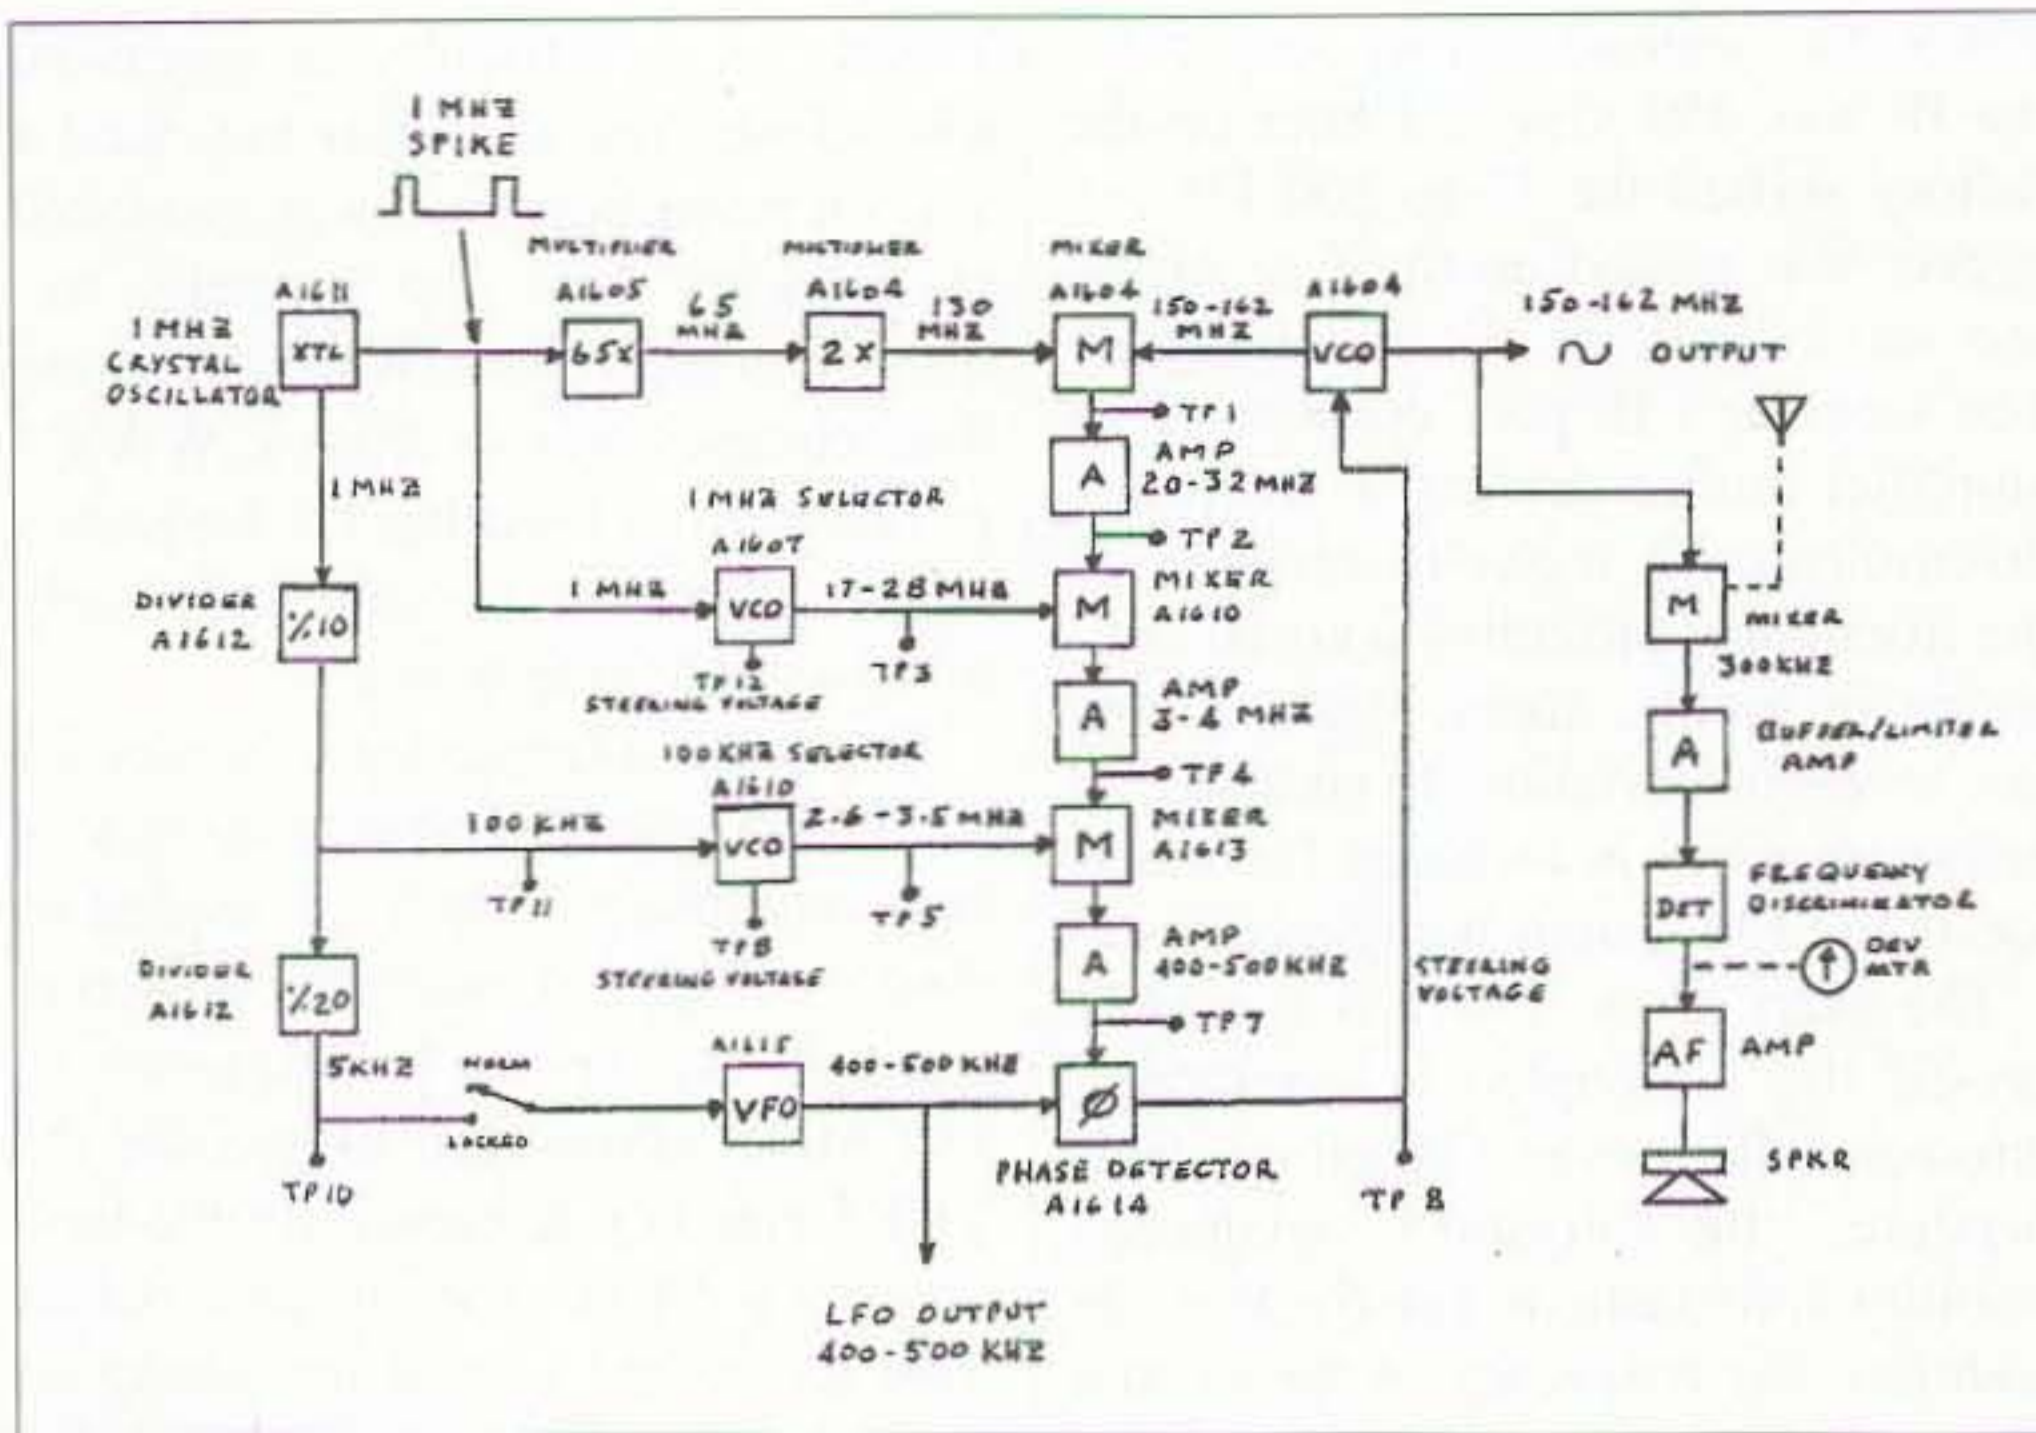 1 MHZ
SPIKE
MULTIPLIER
MULTIPLIER
MIXER
A1611
A1605
65
MHZ
A1604
130
MHZ
A1604
150-162
MHZ
A1604
150-162 MHZ
1 MHZ
CRYSTAL
OSCILLATOR
XTL
65X
2X
M
VCO
OUTPUT
TP1
A
AMP
20-32 MHZ
1 MHZ
1 MHZ SELECTOR
TP2
A1607
DIVIDER
A1612
%10
1 MHZ
VCO
17-28 MHZ
M
MIXER
A1610
M
MIXER
TP12
STEERING VOLTAGE
TP3
300KHZ
A
AMP
3-4 MHZ
A
BUFFER/LIMITER
AMP
100KHZ SELECTOR
A1610
TP4
100 KHZ
VCO
2.6-3.5 MHZ
M
MIXER
A1613
TP11
TP8
STEERING VOLTAGE
TP5
DET
FREQUENCY
DISCRIMINATOR
DIVIDER
A1612
%20
A
AMP
400-500KHZ
STEERING
VOLTAGE
DEV
MTR
TP7
5KHZ
NORM
LOCKED
A1615
VFO
400-500 KHZ
Ø
AF
AMP
TP10
PHASE DETECTOR
A1614
TP 8
SPKR
LFO OUTPUT
400-500 KHZ